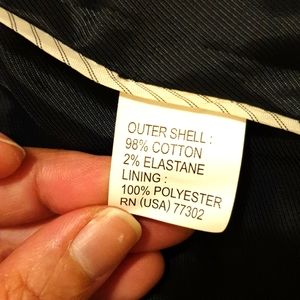 OUTER SHELL :
98% COTTON
2% ELASTANE
LINING :
100% POLYESTER
RN (USA) 77302